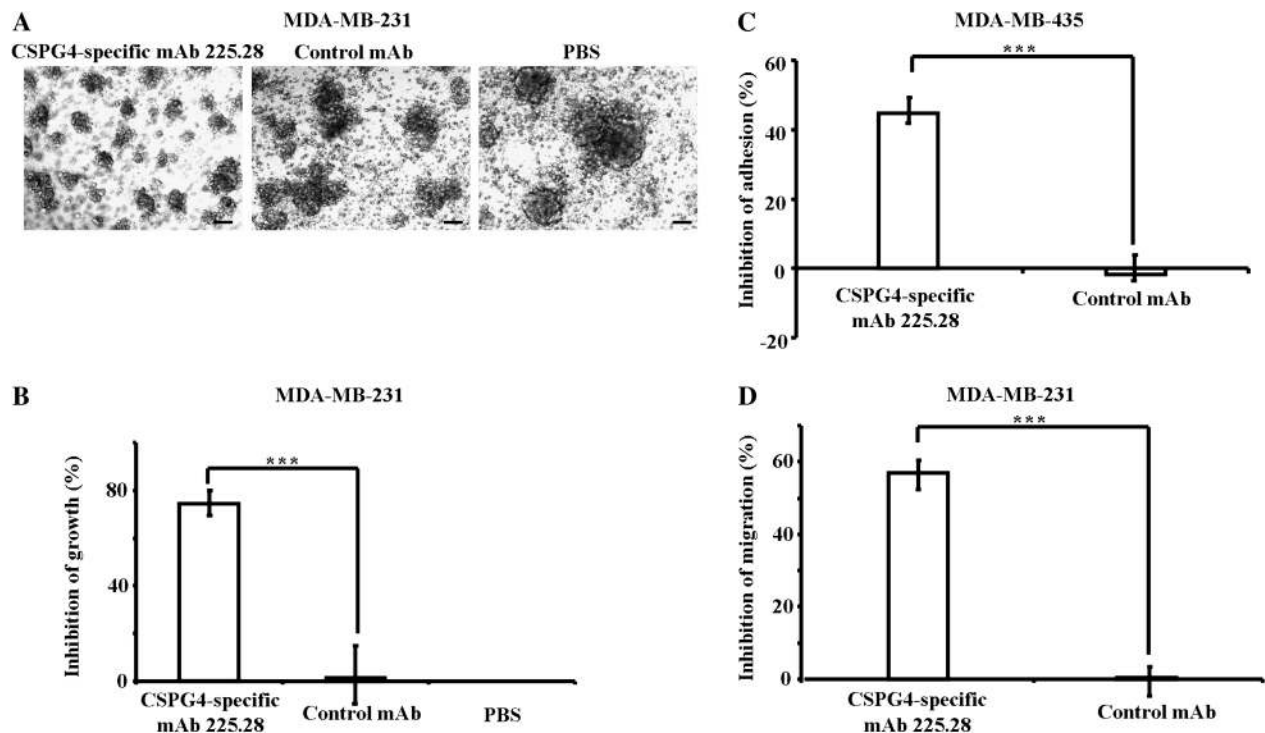 A
MDA-MB-231
CSPG4-specific mAb 225.28
Control mAb
PBS
B
MDA-MB-231
Inhibition of growth (%)
80
40
0
***
CSPG4-specific
mAb 225.28
Control mAb
PBS
C
MDA-MB-435
Inhibition of adhesion (%)
60
40
20
0
-20
***
CSPG4-specific
mAb 225.28
Control mAb
D
MDA-MB-231
Inhibition of migration (%)
60
40
20
0
***
CSPG4-specific
mAb 225.28
Control mAb